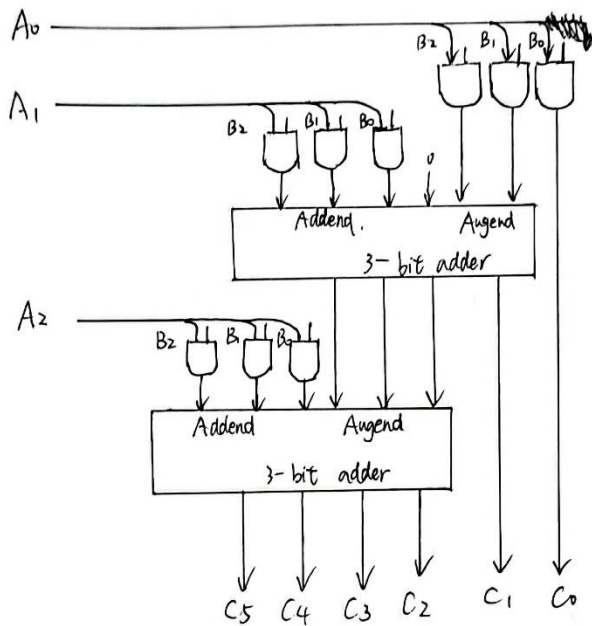 A0
B2 B1 B0
A1
B2 B1 B0
0
Addend. Augend
3-bit adder
A2
B2 B1 B0
Addend Augend
3-bit adder
C5 C4 C3 C2 C1 C0